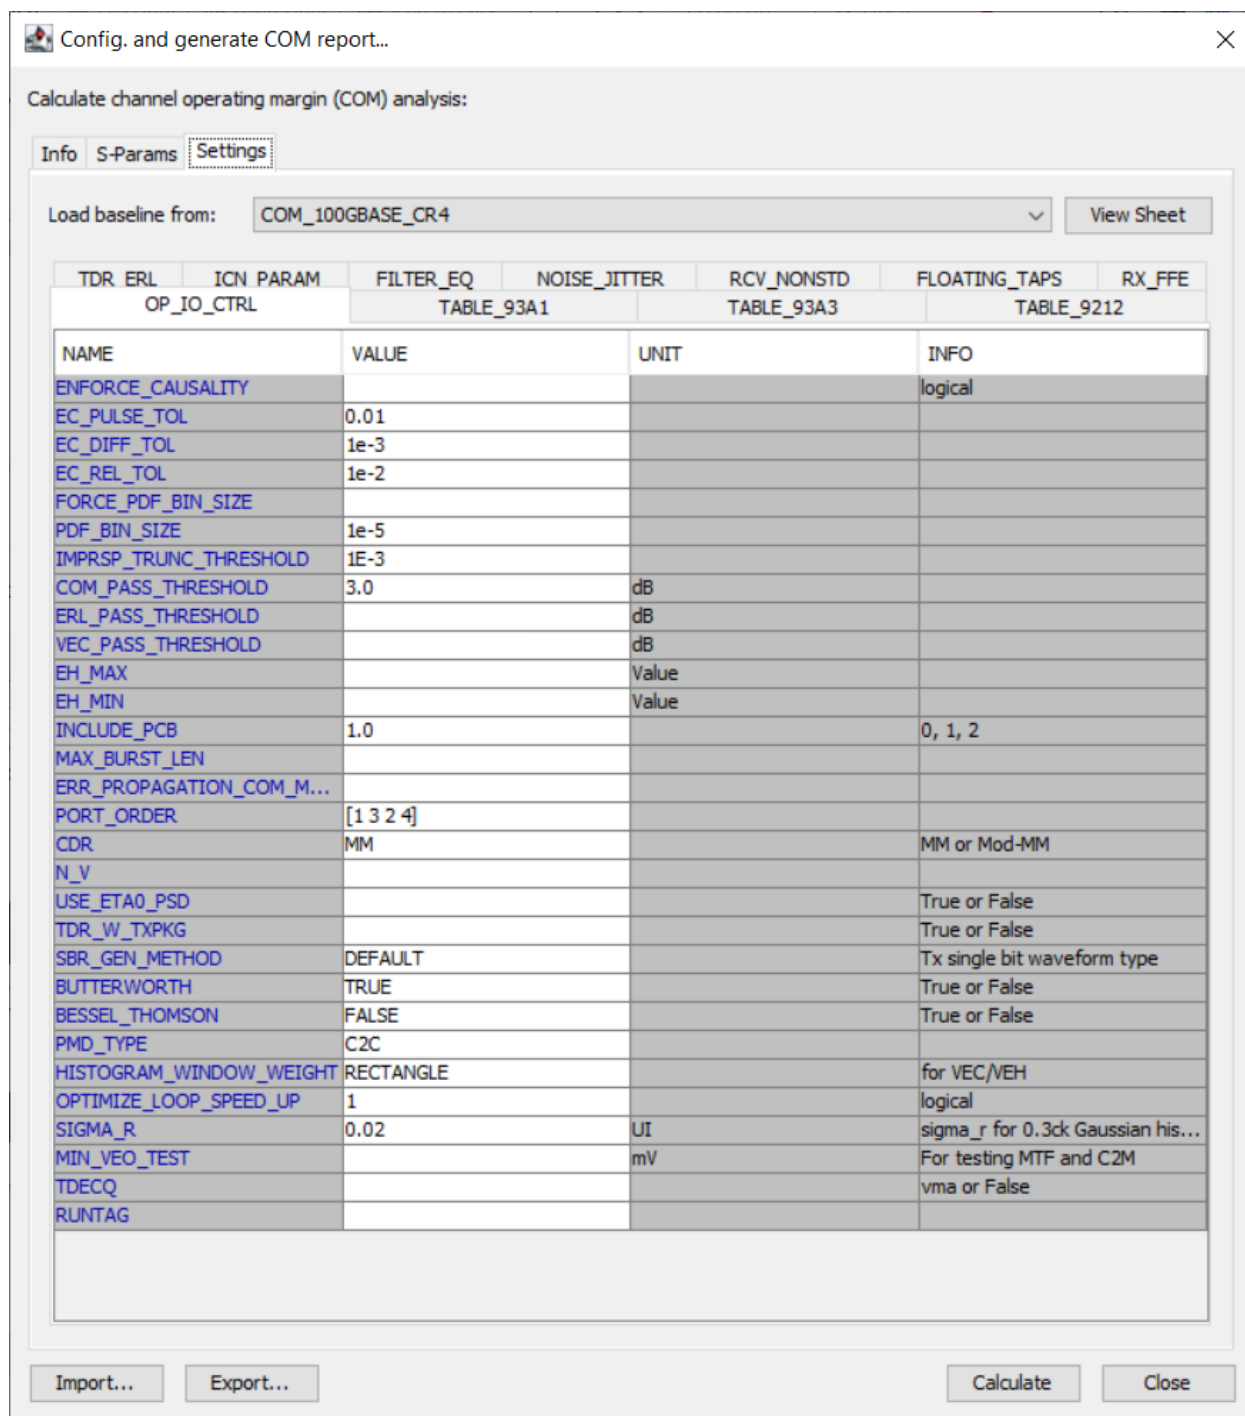 Config. and generate COM report...
Calculate channel operating margin (COM) analysis:
Info S-Params Settings
Load baseline from: COM_100GBASE_CR4 View Sheet
TDR_ERL ICN_PARAM FILTER_EQ NOISE_JITTER RCV_NONSTD FLOATING_TAPS RX_FFE
OP_IO_CTRL TABLE_93A1 TABLE_93A3 TABLE_9212
NAME VALUE UNIT INFO
ENFORCE_CAUSALITY logical
EC_PULSE_TOL 0.01
EC_DIFF_TOL 1e-3
EC_REL_TOL 1e-2
FORCE_PDF_BIN_SIZE
PDF_BIN_SIZE 1e-5
IMPRSP_TRUNC_THRESHOLD 1E-3
COM_PASS_THRESHOLD 3.0 dB
ERL_PASS_THRESHOLD dB
VEC_PASS_THRESHOLD dB
EH_MAX Value
EH_MIN Value
INCLUDE_PCB 1.0 0, 1, 2
MAX_BURST_LEN
ERR_PROPAGATION_COM_M...
PORT_ORDER [1 3 2 4]
CDR MM MM or Mod-MM
N_V
USE_ETA0_PSD True or False
TDR_W_TXPKG True or False
SBR_GEN_METHOD DEFAULT Tx single bit waveform type
BUTTERWORTH TRUE True or False
BESSEL_THOMSON FALSE True or False
PMD_TYPE C2C
HISTOGRAM_WINDOW_WEIGHT RECTANGLE for VEC/VEH
OPTIMIZE_LOOP_SPEED_UP 1 logical
SIGMA_R 0.02 UI sigma_r for 0.3ck Gaussian his...
MIN_VEO_TEST mV For testing MTF and C2M
TDECQ vma or False
RUNTAG
Import... Export... Calculate Close